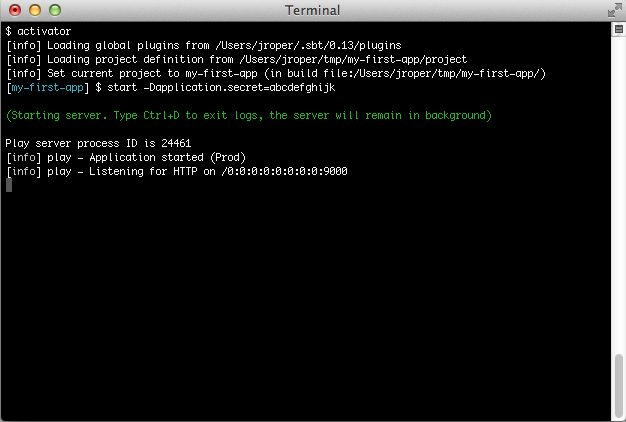 Terminal
$ activator
[info] Loading global plugins from /Users/jroper/.sbt/0.13/plugins
[info] Loading project definition from /Users/jroper/tmp/my-first-app/project
[info] Set current project to my-first-app (in build file:/Users/jroper/tmp/my-first-app/)
[my-first-app] $ start -Dapplication.secret=abcdefghijk
(Starting server. Type Ctrl+D to exit logs, the server will remain in background)
Play server process ID is 24461
[info] play - Application started (Prod)
[info] play - Listening for HTTP on /0:0:0:0:0:0:0:0:9000